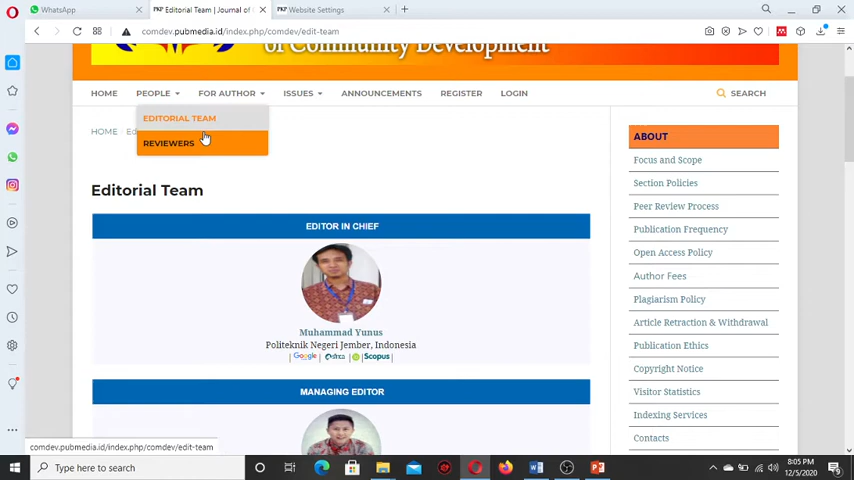 WhatsApp
PKP Editorial Team | Journal of
PKP Website Settings
comdev.pubmedia.id/index.php/comdev/edit-team
of Community Development
HOME PEOPLE FOR AUTHOR ISSUES ANNOUNCEMENTS REGISTER LOGIN SEARCH
EDITORIAL TEAM
REVIEWERS
HOME
Editorial Team
EDITOR IN CHIEF
Muhammad Yunus
Politeknik Negeri Jember, Indonesia
| Google | | Scopus |
MANAGING EDITOR
ABOUT
Focus and Scope
Section Policies
Peer Review Process
Publication Frequency
Open Access Policy
Author Fees
Plagiarism Policy
Article Retraction & Withdrawal
Publication Ethics
Copyright Notice
Visitor Statistics
Indexing Services
Contacts
comdev.pubmedia.id/index.php/comdev/edit-team
Type here to search
8:05 PM
12/5/2020